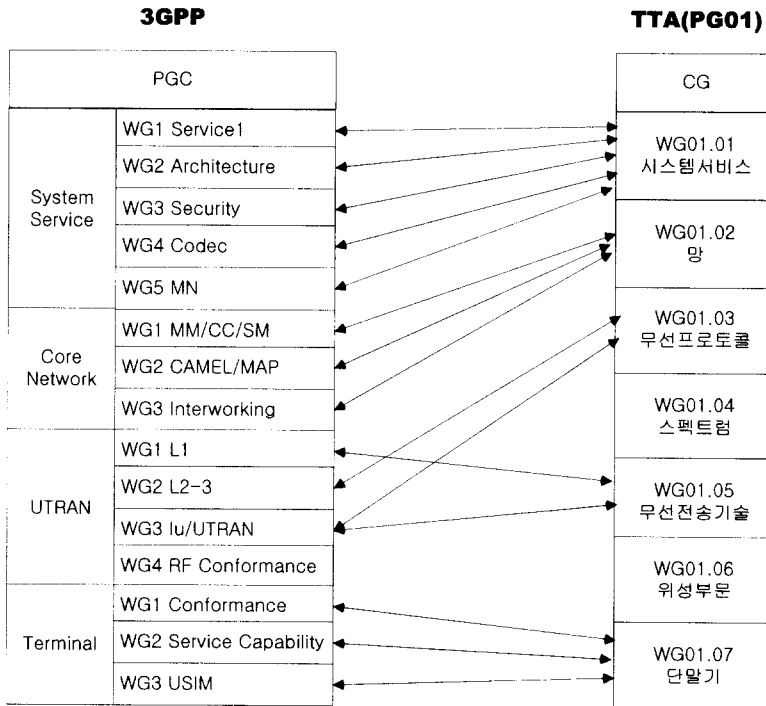 3GPP
TTA(PG01)
PGC
System
Service
WG1 Service1
WG2 Architecture
WG3 Security
WG4 Codec
WG5 MN
Core
Network
WG1 MM/CC/SM
WG2 CAMEL/MAP
WG3 Interworking
UTRAN
WG1 L1
WG2 L2-3
WG3 Iu/UTRAN
WG4 RF Conformance
Terminal
WG1 Conformance
WG2 Service Capability
WG3 USIM
CG
WG01.01
시스템서비스
WG01.02
망
WG01.03
무선프로토콜
WG01.04
스펙트럼
WG01.05
무선전송기술
WG01.06
위성부문
WG01.07
단말기